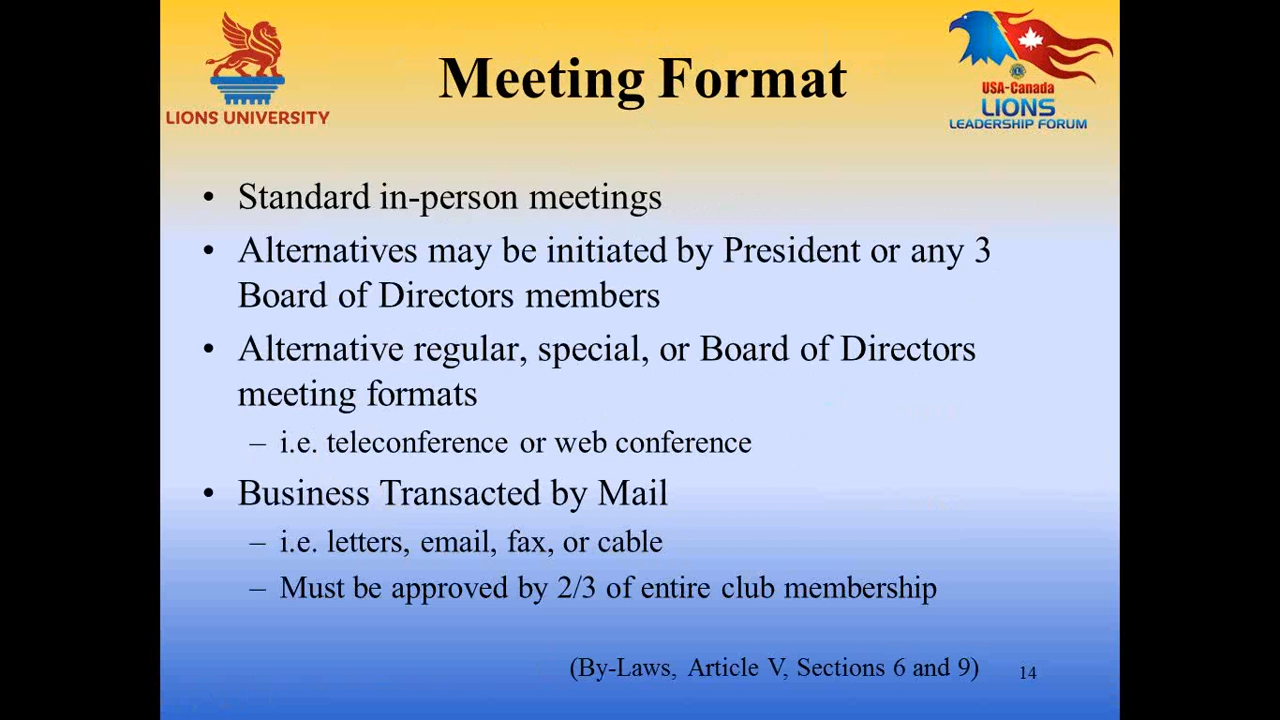 LIONS UNIVERSITY
Meeting Format
USA-Canada
LIONS
LEADERSHIP FORUM
• Standard in-person meetings
• Alternatives may be initiated by President or any 3
Board of Directors members
• Alternative regular, special, or Board of Directors
meeting formats
– i.e. teleconference or web conference
• Business Transacted by Mail
– i.e. letters, email, fax, or cable
– Must be approved by 2/3 of entire club membership
(By-Laws, Article V, Sections 6 and 9)
14